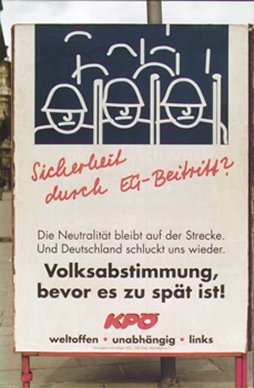 Sicherheit
durch EG-Beitritt?
Die Neutralität bleibt auf der Strecke.
Und Deutschland schluckt uns wieder.
Volksabstimmung,
bevor es zu spät ist!
KPÖ
weltoffen • unabhängig • links